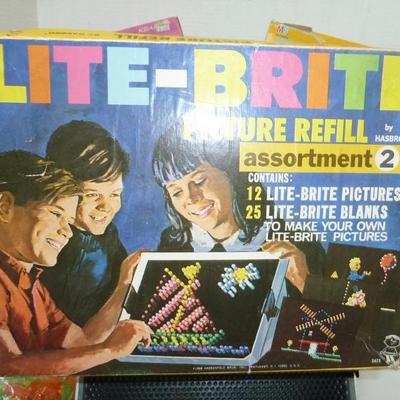 LITE-BRITE
PICTURE REFILL
by
HASBRO
assortment 2
CONTAINS:
12 LITE-BRITE PICTURES
25 LITE-BRITE BLANKS
TO MAKE YOUR OWN
LITE-BRITE PICTURES